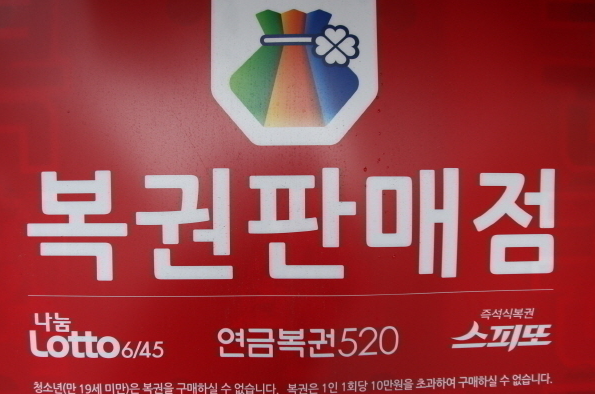 복권판매점
나눔 즉석식복권
Lotto 6/45 연금복권520 스피또
청소년(만 19세 미만)은 복권을 구매하실 수 없습니다. 복권은 1인 1회당 10만원을 초과하여 구매하실 수 없습니다.